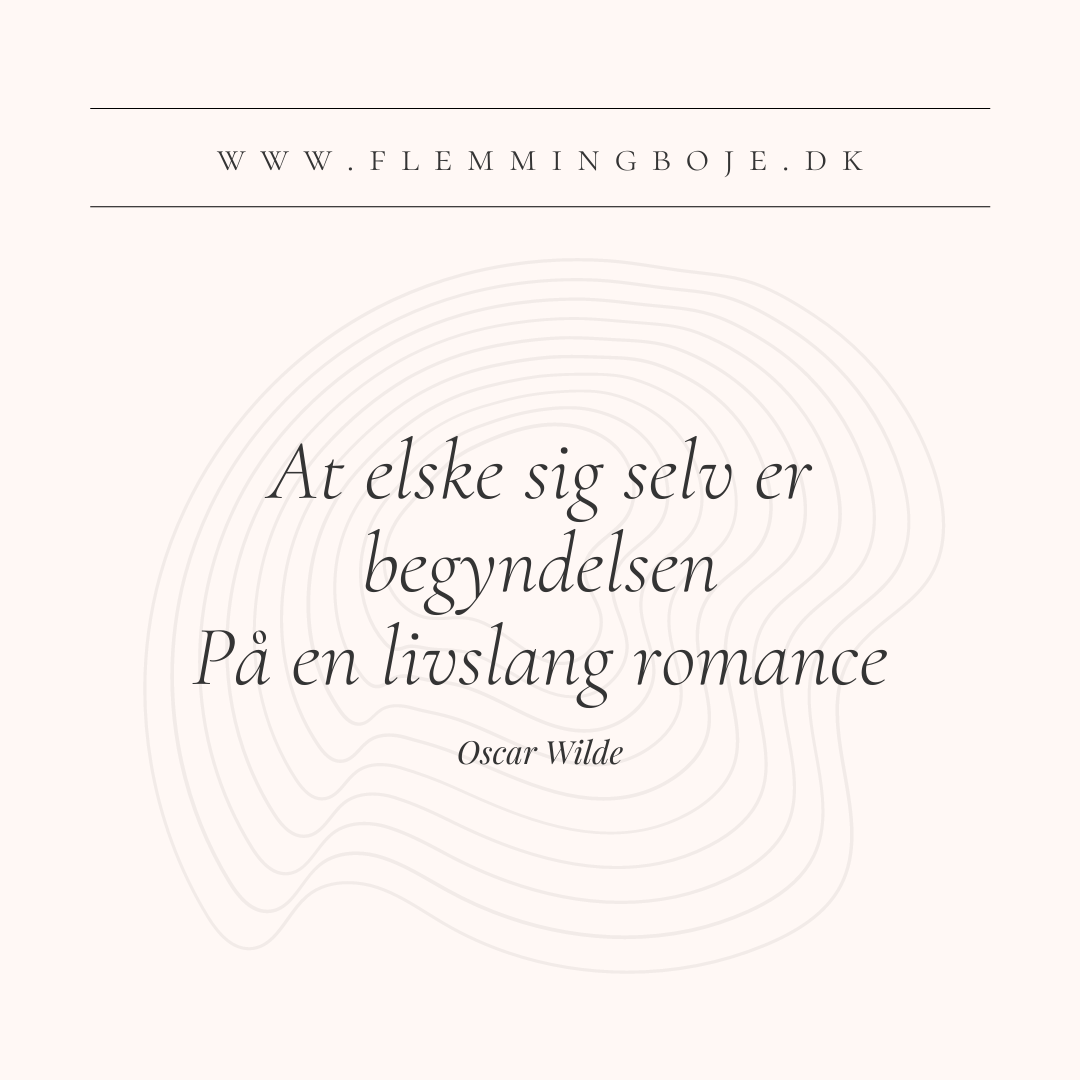 WWW.FLEMMINGBOJE.DK
At elske sig selv er
begyndelsen
På en livslang romance
Oscar Wilde